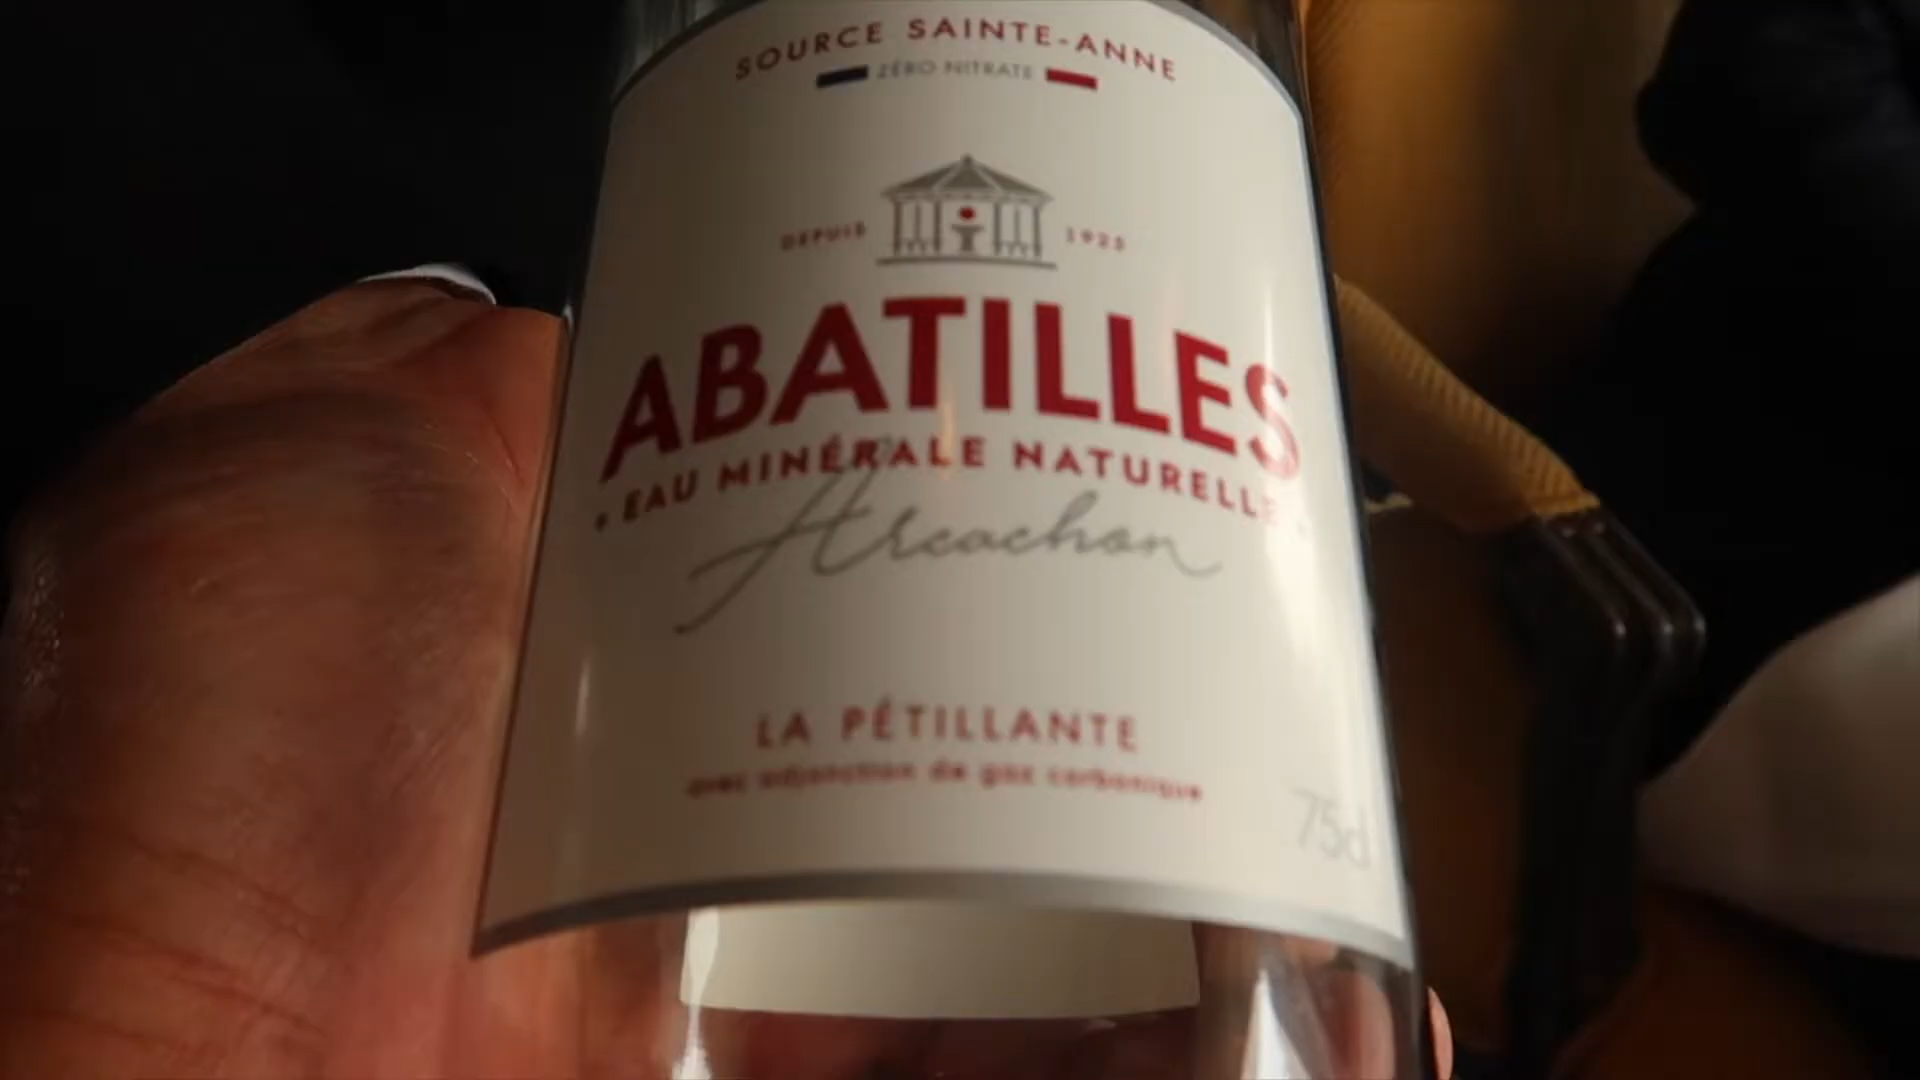 SOURCE SAINTE-ANNE
ZÉRO NITRATE
DEPUIS 1925
ABATILLES
• EAU MINÉRALE NATURELLE •
Arcachon
LA PÉTILLANTE
avec adjonction de gaz carbonique
75cl